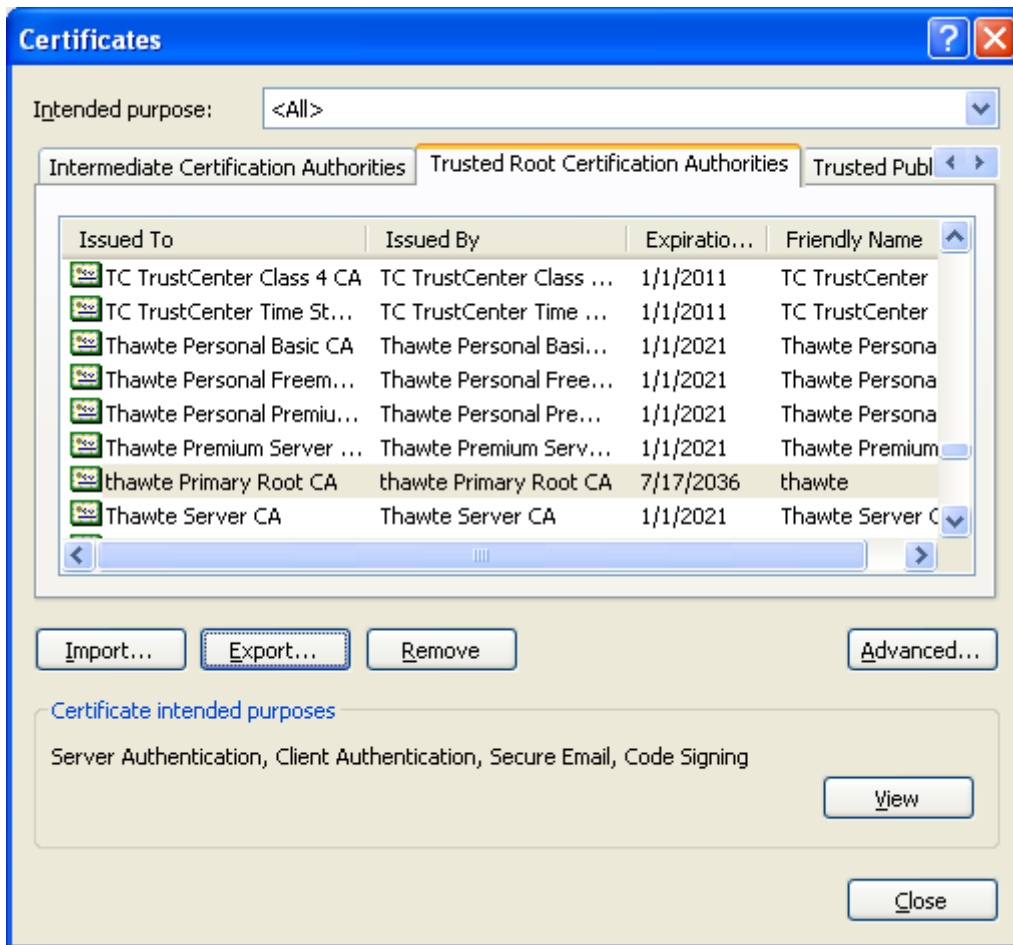 Certificates
Intended purpose: <All>
Intermediate Certification Authorities Trusted Root Certification Authorities Trusted Publ
Issued To Issued By Expiratio... Friendly Name
TC TrustCenter Class 4 CA TC TrustCenter Class ... 1/1/2011 TC TrustCenter
TC TrustCenter Time St... TC TrustCenter Time ... 1/1/2011 TC TrustCenter
Thawte Personal Basic CA Thawte Personal Basi... 1/1/2021 Thawte Persona
Thawte Personal Freem... Thawte Personal Free... 1/1/2021 Thawte Persona
Thawte Personal Premiu... Thawte Personal Pre... 1/1/2021 Thawte Persona
Thawte Premium Server ... Thawte Premium Serv... 1/1/2021 Thawte Premium
thawte Primary Root CA thawte Primary Root CA 7/17/2036 thawte
Thawte Server CA Thawte Server CA 1/1/2021 Thawte Server C
Import... Export... Remove Advanced...
Certificate intended purposes
Server Authentication, Client Authentication, Secure Email, Code Signing
View
Close